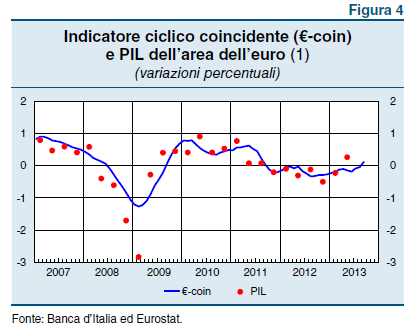 Figura 4
Indicatore ciclico coincidente (€-coin)
e PIL dell'area dell'euro (1)
(variazioni percentuali)
2 2
1 1
0 0
-1 -1
-2 -2
-3 -3
2007 2008 2009 2010 2011 2012 2013
€-coin PIL
Fonte: Banca d'Italia ed Eurostat.